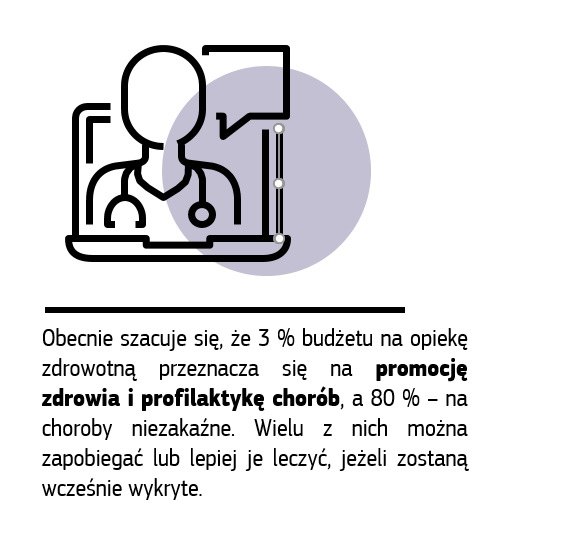 Obecnie szacuje się, że 3 % budżetu na opiekę
zdrowotną przeznacza się na promocję
zdrowia i profilaktykę chorób, a 80 % – na
choroby niezakaźne. Wielu z nich można
zapobiegać lub lepiej je leczyć, jeżeli zostaną
wcześnie wykryte.